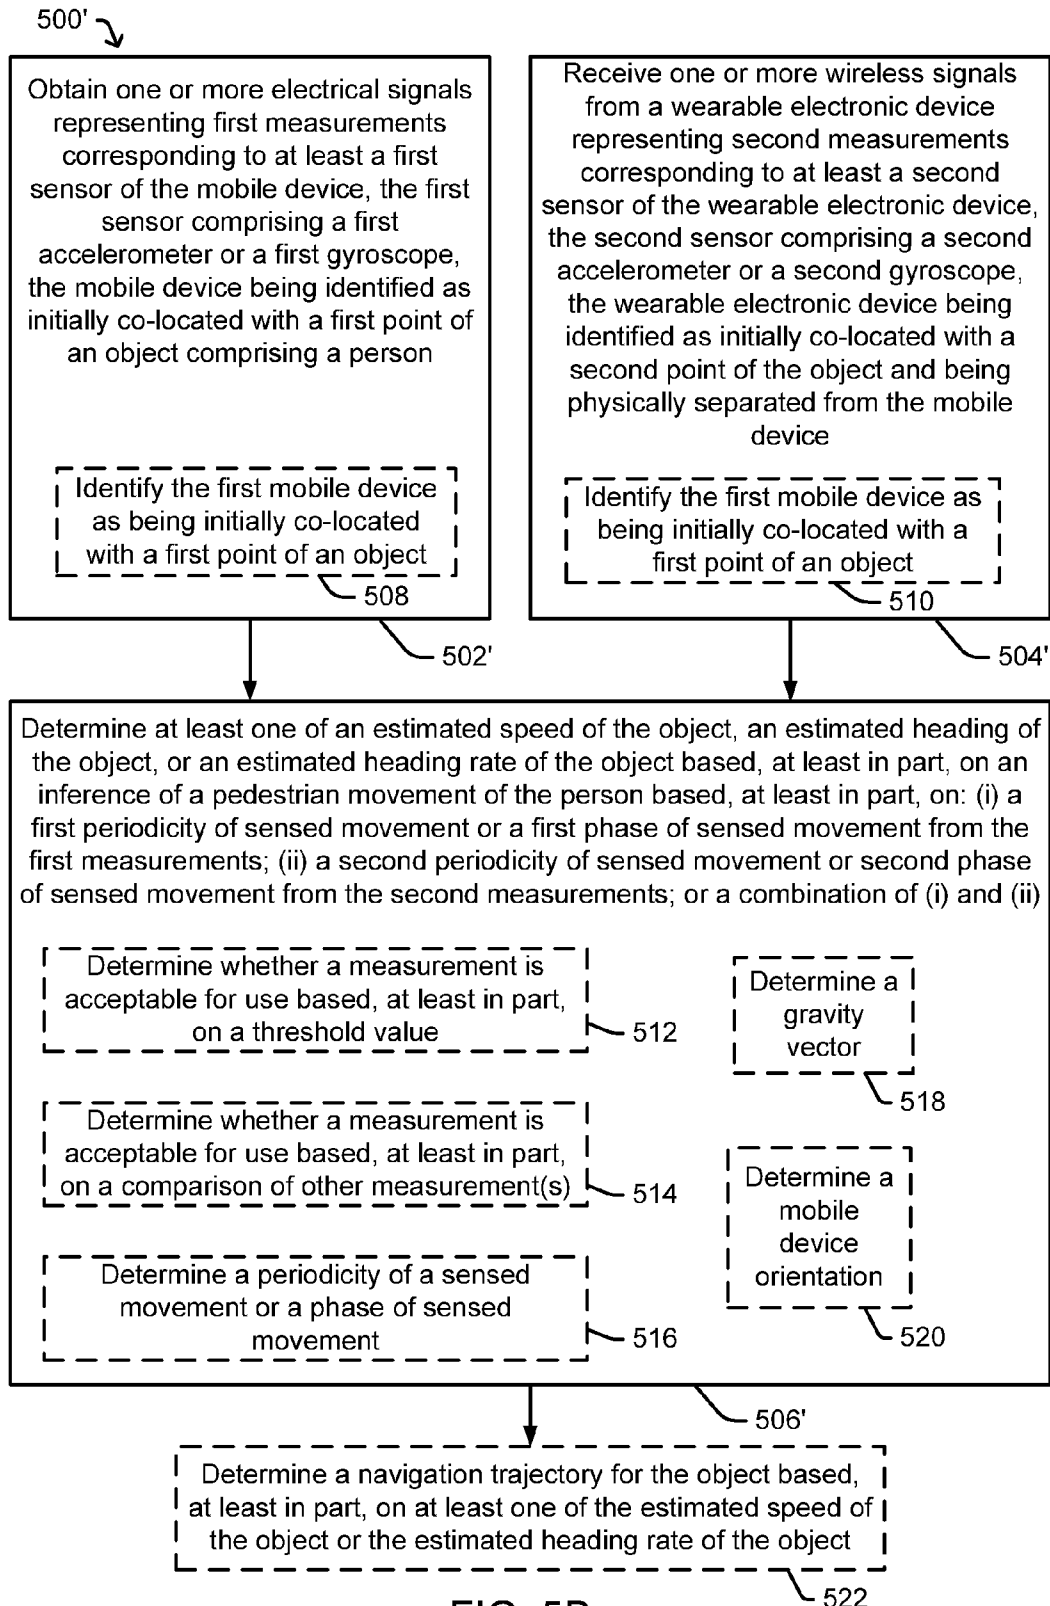 500'
Obtain one or more electrical signals
representing first measurements
corresponding to at least a first
sensor of the mobile device, the first
sensor comprising a first
accelerometer or a first gyroscope,
the mobile device being identified as
initially co-located with a first point of
an object comprising a person
Identify the first mobile device
as being initially co-located
with a first point of an object
508
502'
Receive one or more wireless signals
from a wearable electronic device
representing second measurements
corresponding to at least a second
sensor of the wearable electronic device,
the second sensor comprising a second
accelerometer or a second gyroscope,
the wearable electronic device being
identified as initially co-located with a
second point of the object and being
physically separated from the mobile
device
Identify the first mobile device as
being initially co-located with a
first point of an object
510
504'
Determine at least one of an estimated speed of the object, an estimated heading of
the object, or an estimated heading rate of the object based, at least in part, on an
inference of a pedestrian movement of the person based, at least in part, on: (i) a
first periodicity of sensed movement or a first phase of sensed movement from the
first measurements; (ii) a second periodicity of sensed movement or second phase
of sensed movement from the second measurements; or a combination of (i) and (ii)
Determine whether a measurement is
acceptable for use based, at least in part,
on a threshold value
512
Determine whether a measurement is
acceptable for use based, at least in part,
on a comparison of other measurement(s)
514
Determine a periodicity of a sensed
movement or a phase of sensed
movement
516
Determine a
gravity
vector
518
Determine a
mobile
device
orientation
520
506'
Determine a navigation trajectory for the object based,
at least in part, on at least one of the estimated speed of
the object or the estimated heading rate of the object
522